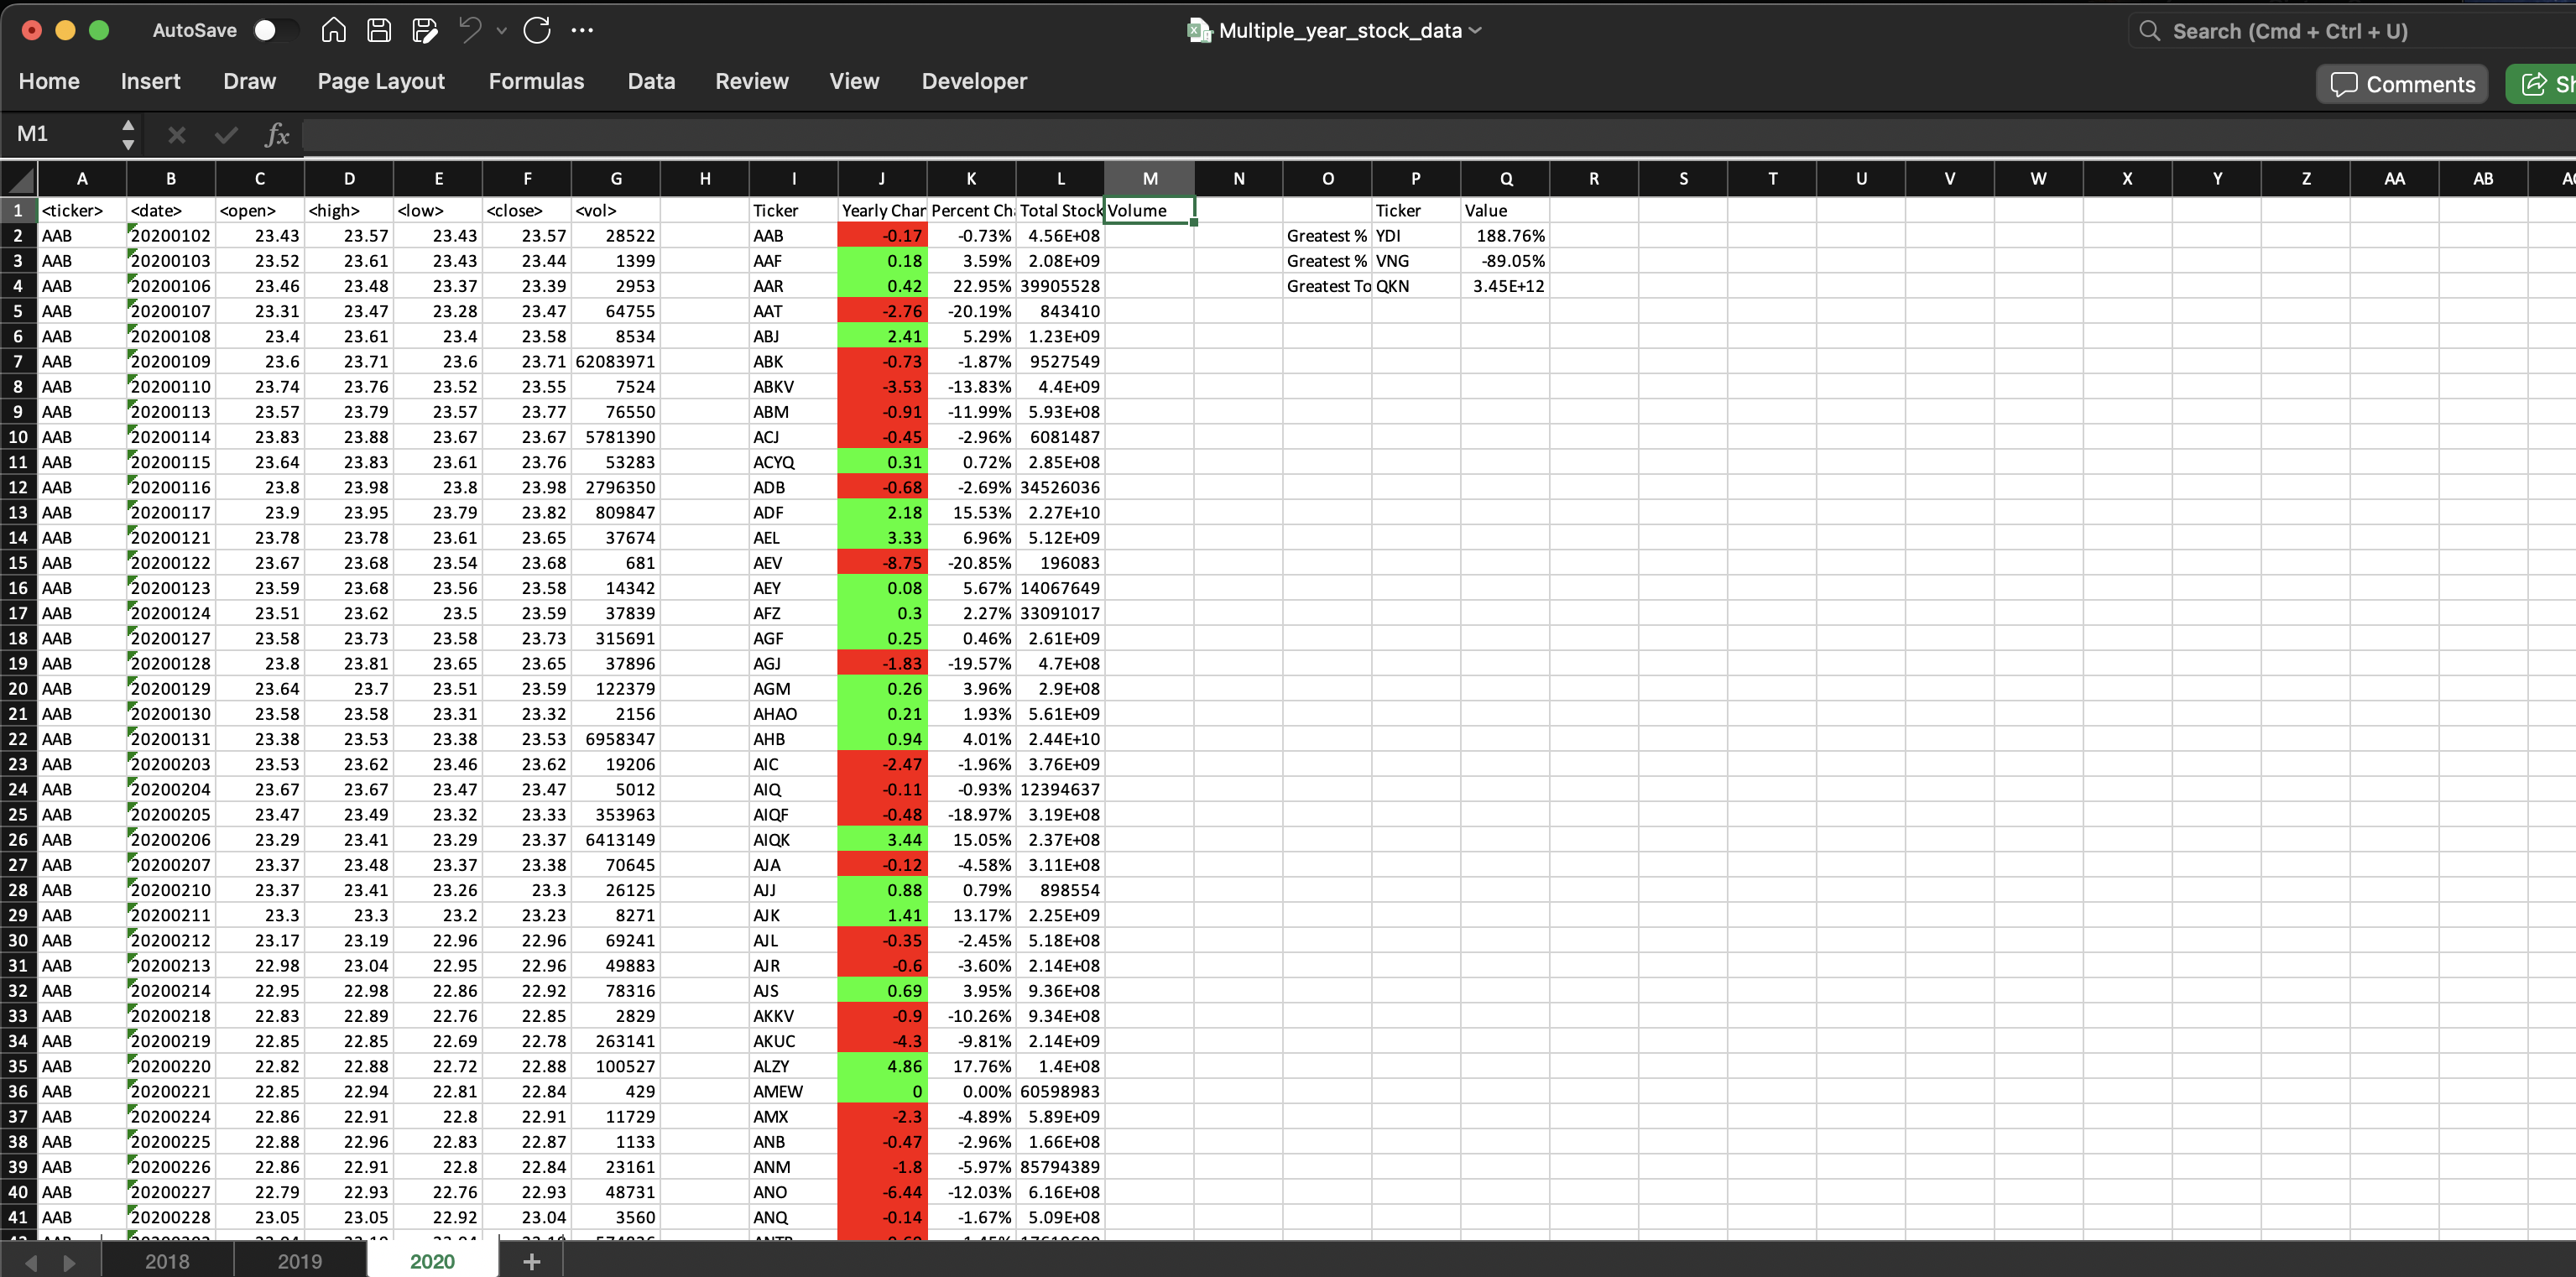 AutoSave Multiple_year_stock_data Search (Cmd + Ctrl + U)
Home Insert Draw Page Layout Formulas Data Review View Developer Comments
M1 fx
A B C D E F G H I J K L M N O P Q R S T U V W X Y Z AA AB
1 <ticker> <date> <open> <high> <low> <close> <vol> Ticker Yearly Char Percent Ch Total Stock Volume Ticker Value
2 AAB 20200102 23.43 23.57 23.43 23.57 28522 AAB -0.17 -0.73% 4.56E+08 Greatest % YDI 188.76%
3 AAB 20200103 23.52 23.61 23.43 23.44 1399 AAF 0.18 3.59% 2.08E+09 Greatest % VNG -89.05%
4 AAB 20200106 23.46 23.48 23.37 23.39 2953 AAR 0.42 22.95% 39905528 Greatest To QKN 3.45E+12
5 AAB 20200107 23.31 23.47 23.28 23.47 64755 AAT -2.76 -20.19% 843410
6 AAB 20200108 23.4 23.61 23.4 23.58 8534 ABJ 2.41 5.29% 1.23E+09
7 AAB 20200109 23.6 23.71 23.6 23.71 62083971 ABK -0.73 -1.87% 9527549
8 AAB 20200110 23.74 23.76 23.52 23.55 7524 ABKV -3.53 -13.83% 4.4E+09
9 AAB 20200113 23.57 23.79 23.57 23.77 76550 ABM -0.91 -11.99% 5.93E+08
10 AAB 20200114 23.83 23.88 23.67 23.67 5781390 ACJ -0.45 -2.96% 6081487
11 AAB 20200115 23.64 23.83 23.61 23.76 53283 ACYQ 0.31 0.72% 2.85E+08
12 AAB 20200116 23.8 23.98 23.8 23.98 2796350 ADB -0.68 -2.69% 34526036
13 AAB 20200117 23.9 23.95 23.79 23.82 809847 ADF 2.18 15.53% 2.27E+10
14 AAB 20200121 23.78 23.78 23.61 23.65 37674 AEL 3.33 6.96% 5.12E+09
15 AAB 20200122 23.67 23.68 23.54 23.68 681 AEV -8.75 -20.85% 196083
16 AAB 20200123 23.59 23.68 23.56 23.58 14342 AEY 0.08 5.67% 14067649
17 AAB 20200124 23.51 23.62 23.5 23.59 37839 AFZ 0.3 2.27% 33091017
18 AAB 20200127 23.58 23.73 23.58 23.73 315691 AGF 0.25 0.46% 2.61E+09
19 AAB 20200128 23.8 23.81 23.65 23.65 37896 AGJ -1.83 -19.57% 4.7E+08
20 AAB 20200129 23.64 23.7 23.51 23.59 122379 AGM 0.26 3.96% 2.9E+08
21 AAB 20200130 23.58 23.58 23.31 23.32 2156 AHAO 0.21 1.93% 5.61E+09
22 AAB 20200131 23.38 23.53 23.38 23.53 6958347 AHB 0.94 4.01% 2.44E+10
23 AAB 20200203 23.53 23.62 23.46 23.62 19206 AIC -2.47 -1.96% 3.76E+09
24 AAB 20200204 23.67 23.67 23.47 23.47 5012 AIQ -0.11 -0.93% 12394637
25 AAB 20200205 23.47 23.49 23.32 23.33 353963 AIQF -0.48 -18.97% 3.19E+08
26 AAB 20200206 23.29 23.41 23.29 23.37 6413149 AIQK 3.44 15.05% 2.37E+08
27 AAB 20200207 23.37 23.48 23.37 23.38 70645 AJA -0.12 -4.58% 3.11E+08
28 AAB 20200210 23.37 23.41 23.26 23.3 26125 AJJ 0.88 0.79% 898554
29 AAB 20200211 23.3 23.3 23.2 23.23 8271 AJK 1.41 13.17% 2.25E+09
30 AAB 20200212 23.17 23.19 22.96 22.96 69241 AJL -0.35 -2.45% 5.18E+08
31 AAB 20200213 22.98 23.04 22.95 22.96 49883 AJR -0.6 -3.60% 2.14E+08
32 AAB 20200214 22.95 22.98 22.86 22.92 78316 AJS 0.69 3.95% 9.36E+08
33 AAB 20200218 22.83 22.89 22.76 22.85 2829 AKKV -0.9 -10.26% 9.34E+08
34 AAB 20200219 22.85 22.85 22.69 22.78 263141 AKUC -4.3 -9.81% 2.14E+09
35 AAB 20200220 22.82 22.88 22.72 22.88 100527 ALZY 4.86 17.76% 1.4E+08
36 AAB 20200221 22.85 22.94 22.81 22.84 429 AMEW 0 0.00% 60598983
37 AAB 20200224 22.86 22.91 22.8 22.91 11729 AMX -2.3 -4.89% 5.89E+09
38 AAB 20200225 22.88 22.96 22.83 22.87 1133 ANB -0.47 -2.96% 1.66E+08
39 AAB 20200226 22.86 22.91 22.8 22.84 23161 ANM -1.8 -5.97% 85794389
40 AAB 20200227 22.79 22.93 22.76 22.93 48731 ANO -6.44 -12.03% 6.16E+08
41 AAB 20200228 23.05 23.05 22.92 23.04 3560 ANQ -0.14 -1.67% 5.09E+08
2018 2019 2020 +